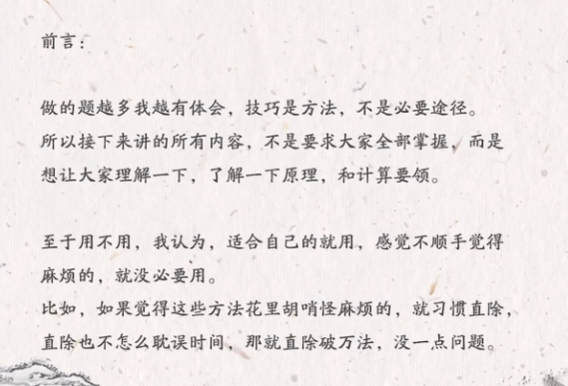 前言：
做的题越多我越有体会，技巧是方法，不是必要途径。
所以接下来讲的所有内容，不是要求大家全部掌握，而是
想让大家理解一下，了解一下原理，和计算要领。
至于用不用，我认为，适合自己的就用，感觉不顺手觉得
麻烦的，就没必要用。
比如，如果觉得这些方法花里胡哨怪麻烦的，就习惯直除，
直除也不怎么耽误时间，那就直除破万法，没一点问题。